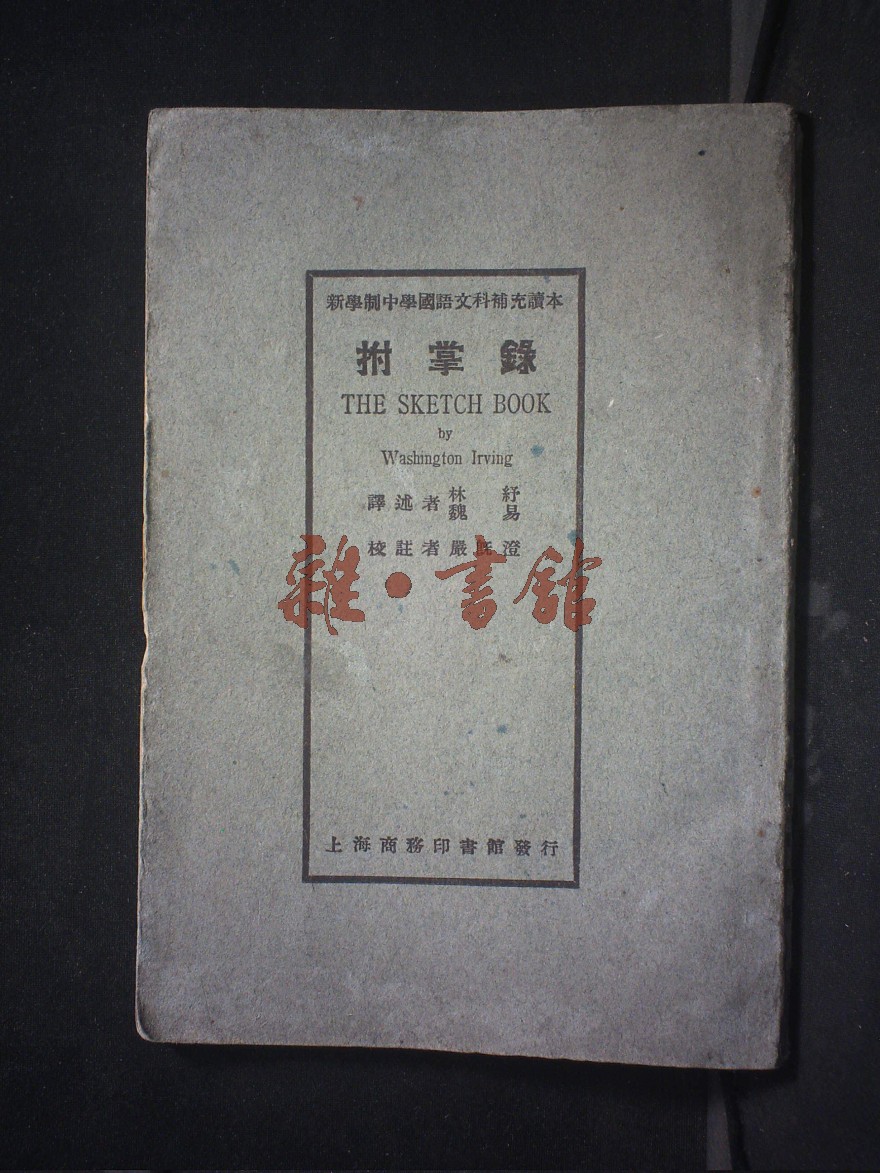 新學制中學國語文科補充讀本
拊掌錄
THE SKETCH BOOK
by
Washington Irving
譯述者 林紓 魏易
校註者嚴既澄
雜·書館
上海商務印書館發行